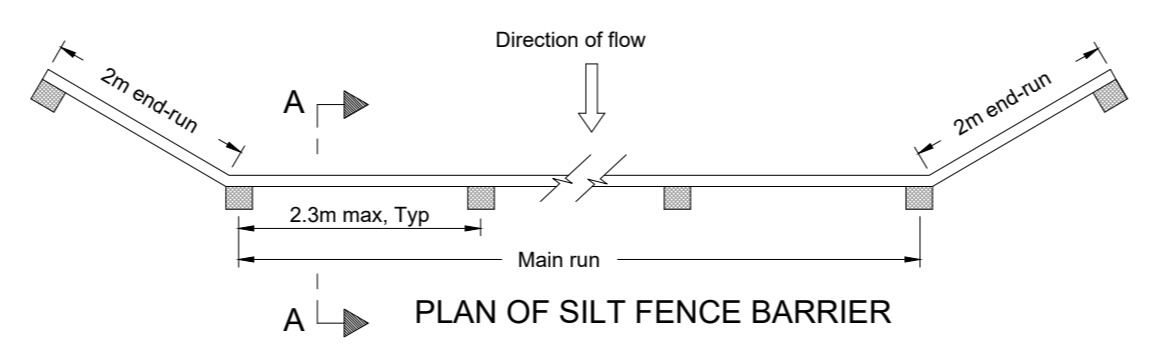 Direction of flow
2m end-run
A
2m end-run
2.3m max, Typ
Main run
A
PLAN OF SILT FENCE BARRIER